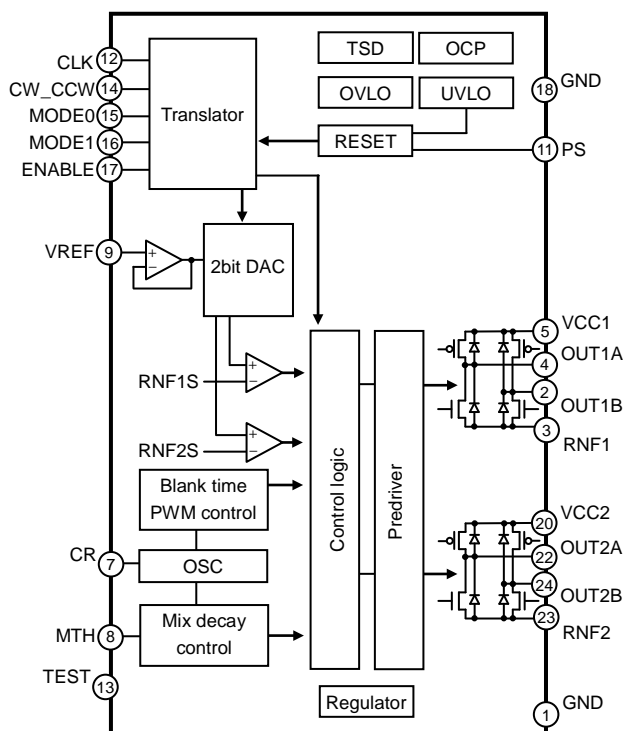 CLK 12
CW_CCW 14
MODE0 15
MODE1 16
ENABLE 17
Translator
TSD
OCP
OVLO
UVLO
RESET
18 GND
11 PS
VREF 9
+
−
2bit DAC
RNF1S
+
−
RNF2S
+
−
Blank time
PWM control
CR 7
OSC
MTH 8
Mix decay
control
TEST
13
Control logic
Predriver
5 VCC1
4 OUT1A
2
OUT1B
3
RNF1
20 VCC2
22 OUT2A
24
OUT2B
23
RNF2
Regulator
GND
1